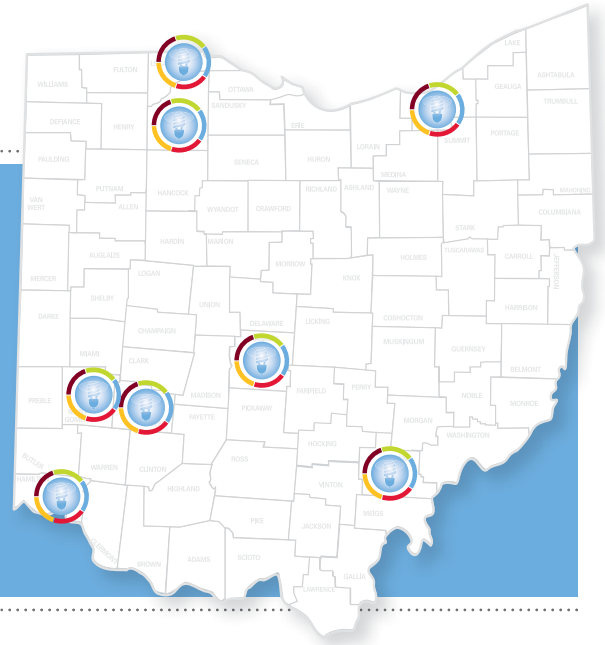 LAKE
WILLIAMS
FULTON
ASHTABULA
GEAUGA
OTTAWA
TRUMBULL
SANDUSKY
DEFIANCE
HENRY
ERIE
PORTAGE
SUMMIT
LORAIN
PAULDING
SENECA
HURON
MEDINA
PUTNAM
HANCOCK
RICHLAND
ASHLAND
WAYNE
MAHONING
VAN
WERT
ALLEN
WYANDOT
CRAWFORD
COLUMBIANA
STARK
HARDIN
MARION
TUSCARAWAS
CARROLL
AUGLAIZE
HOLMES
JEFFERSON
MERCER
LOGAN
MORROW
KNOX
SHELBY
UNION
HARRISON
DARKE
COSHOCTON
CHAMPAIGN
DELAWARE
LICKING
MUSKINGUM
GUERNSEY
MIAMI
CLARK
BELMONT
PREBLE
MADISON
FAIRFIELD
PERRY
NOBLE
MONROE
PICKAWAY
FAYETTE
MORGAN
WASHINGTON
HOCKING
BUTLER
WARREN
CLINTON
ROSS
VINTON
HIGHLAND
MEIGS
PIKE
JACKSON
CLERMONT
BROWN
ADAMS
SCIOTO
GALLIA
LAWRENCE